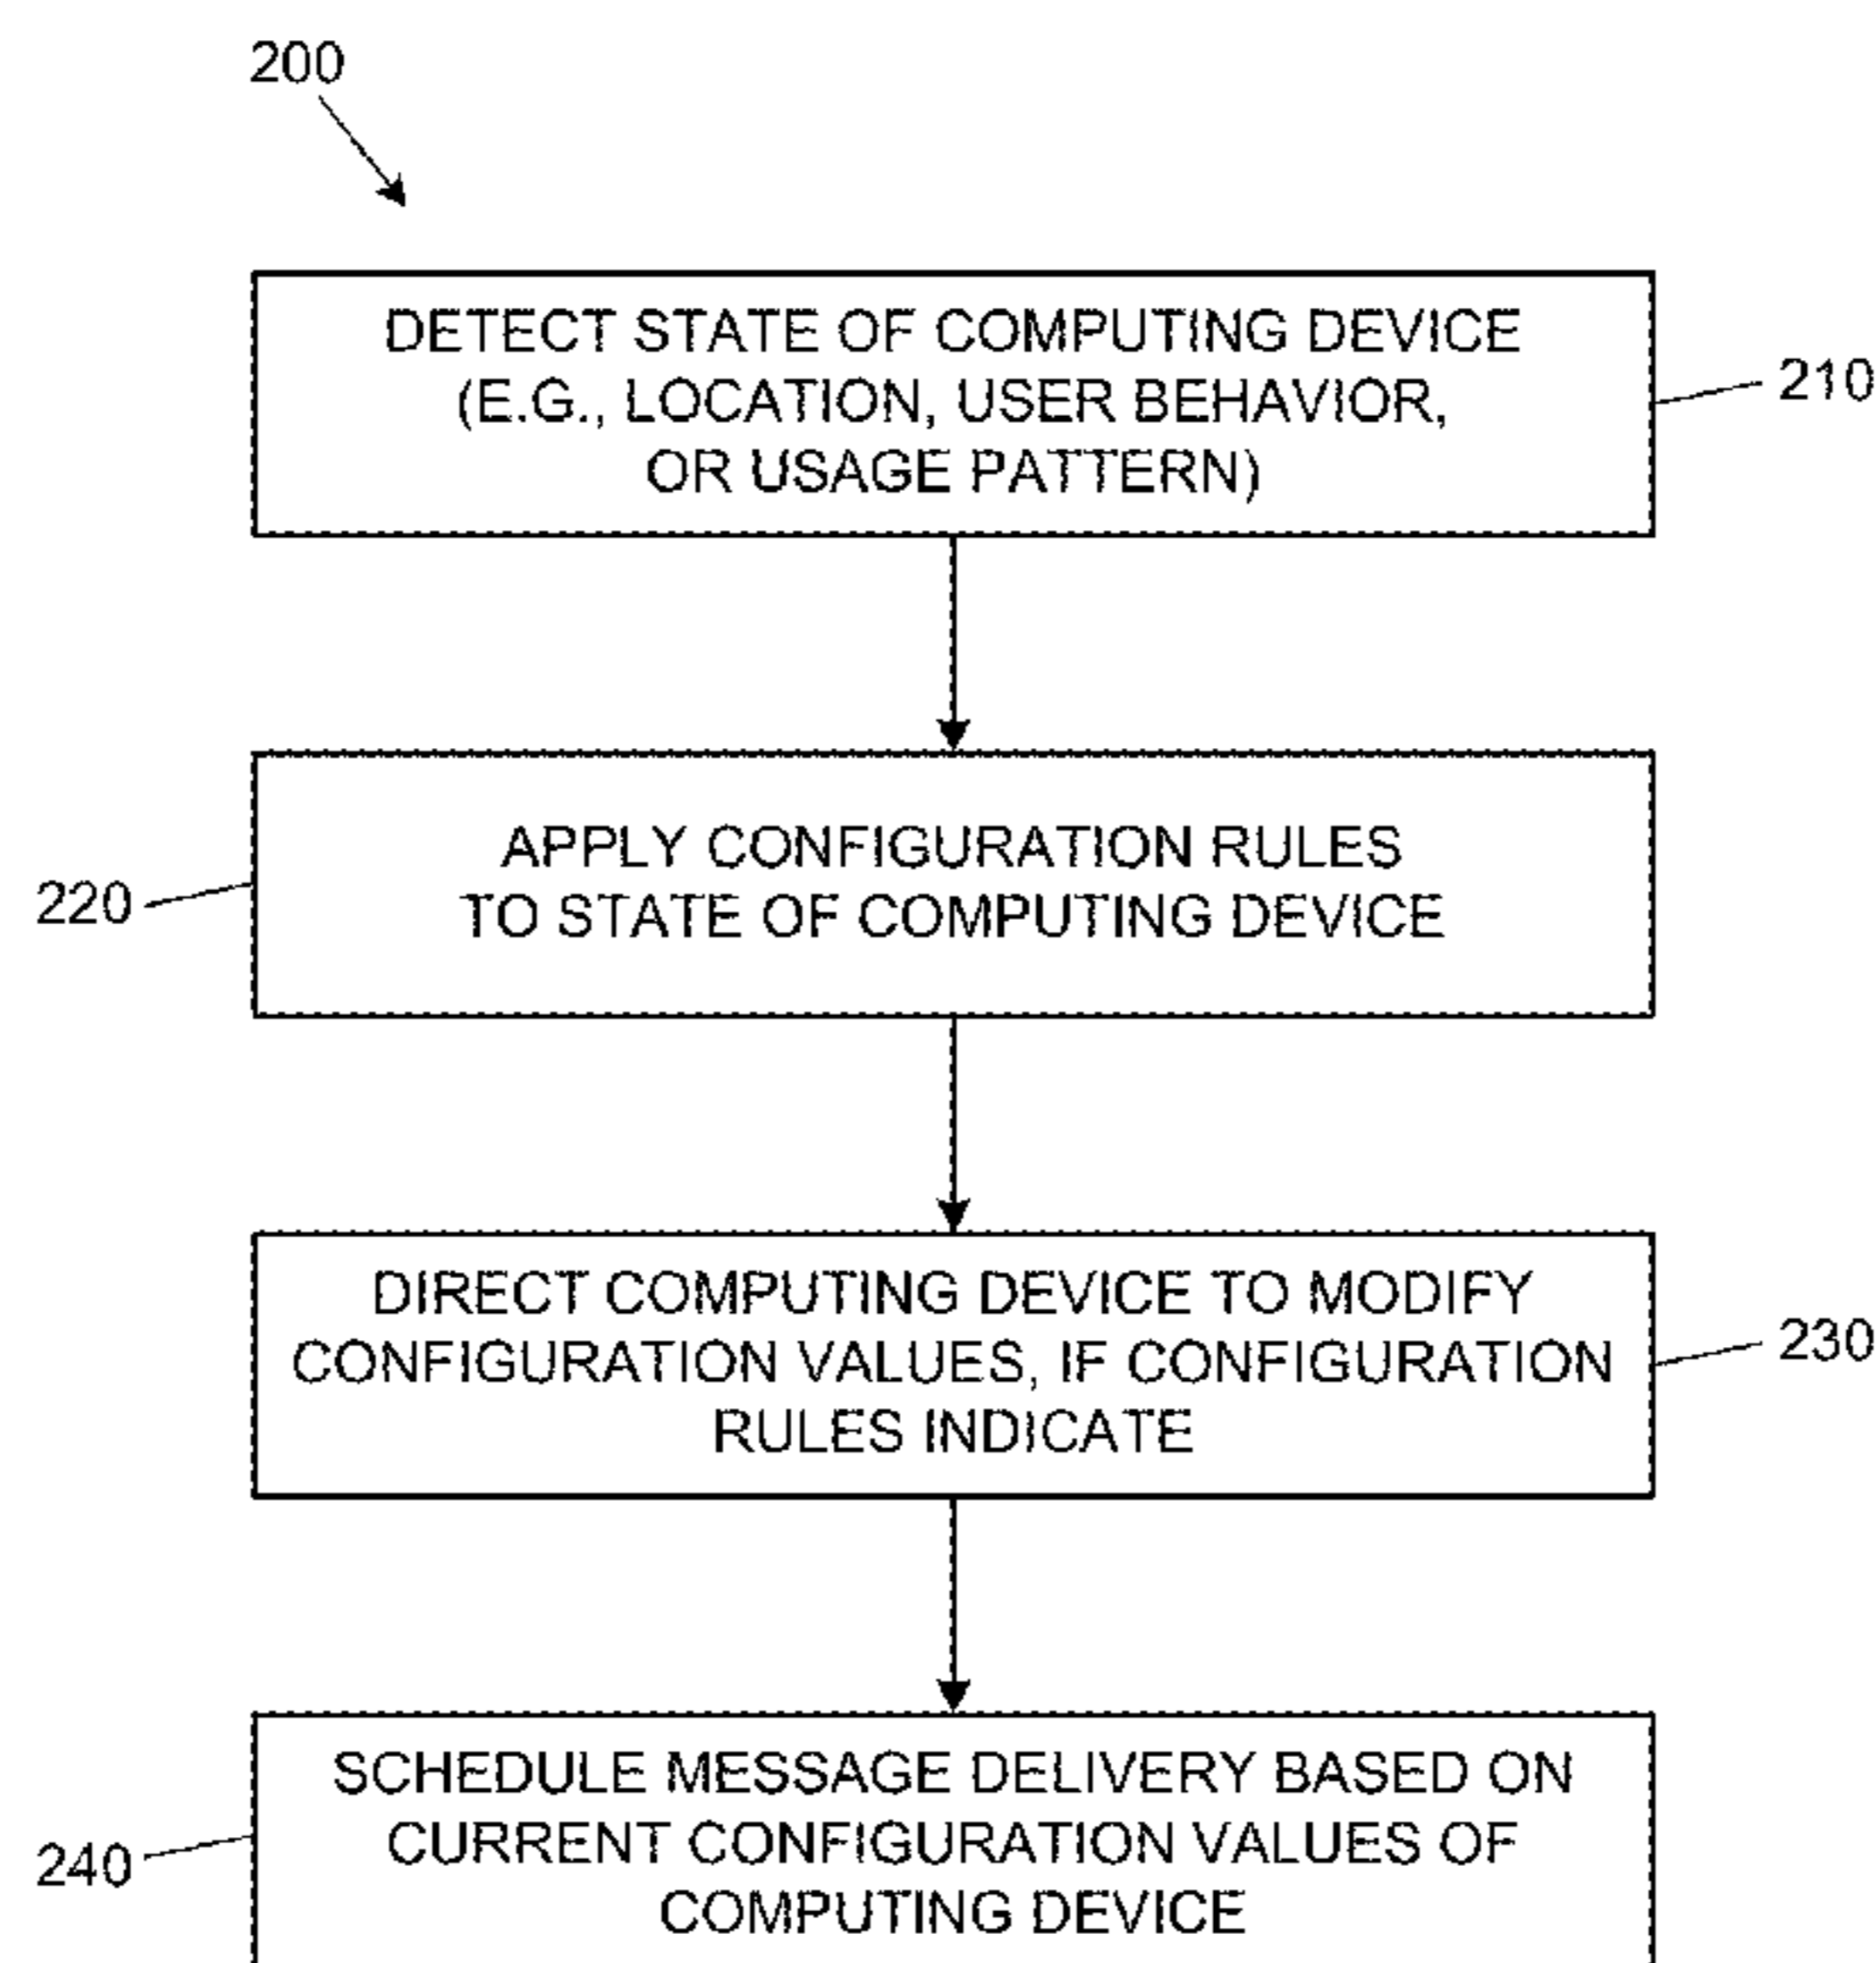 200
DETECT STATE OF COMPUTING DEVICE
(E.G., LOCATION, USER BEHAVIOR,
OR USAGE PATTERN)
210
APPLY CONFIGURATION RULES
TO STATE OF COMPUTING DEVICE
220
DIRECT COMPUTING DEVICE TO MODIFY
CONFIGURATION VALUES, IF CONFIGURATION
RULES INDICATE
230
SCHEDULE MESSAGE DELIVERY BASED ON
CURRENT CONFIGURATION VALUES OF
COMPUTING DEVICE
240